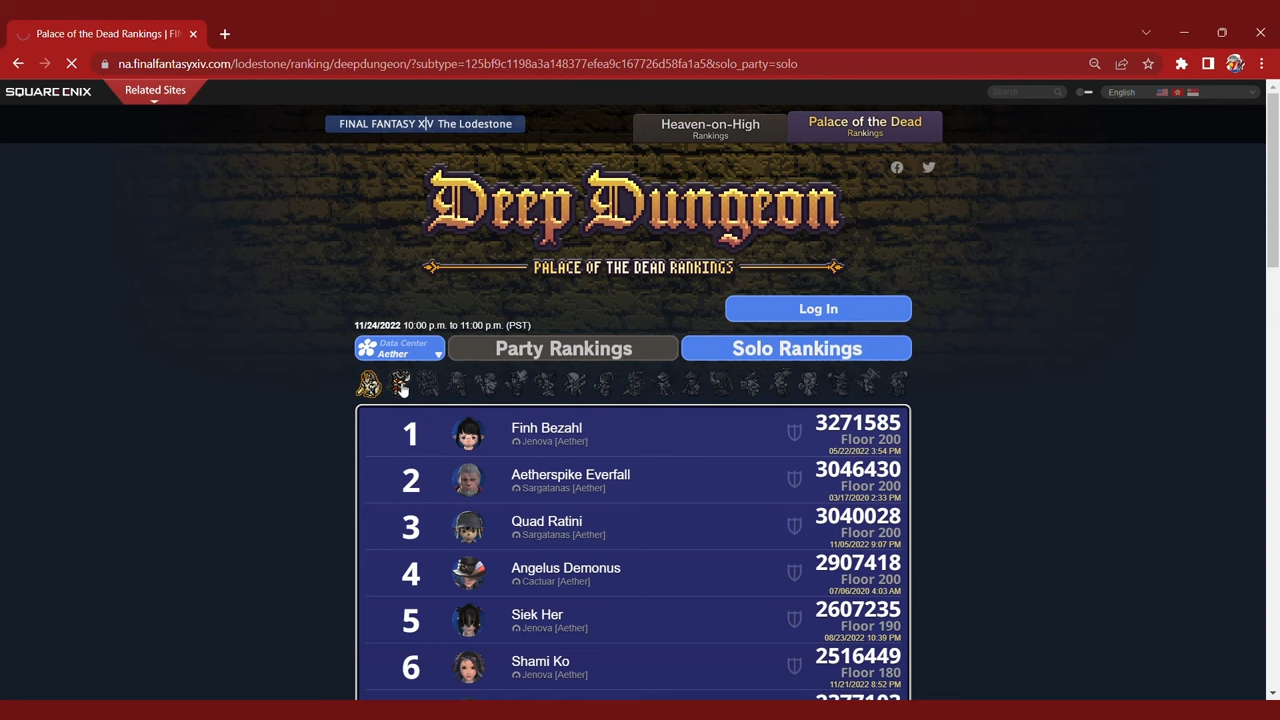 Palace of the Dead Rankings | FI
na.finalfantasyxiv.com/lodestone/ranking/deepdungeon/?subtype=125bf9c1198a3a148377efea9c167726d58fa1a5&solo_party=solo
SQUARE ENIX
Related Sites
Search
English
FINAL FANTASY XIV The Lodestone
Heaven-on-High
Rankings
Palace of the Dead
Rankings
Deep Dungeon
PALACE OF THE DEAD RANKINGS
Log In
11/24/2022 10:00 p.m. to 11:00 p.m. (PST)
Data Center
Aether
Party Rankings
Solo Rankings
1
Finh Bezahl
Jenova [Aether]
3271585
Floor 200
05/22/2022 3:54 PM
2
Aetherspike Everfall
Sargatanas [Aether]
3046430
Floor 200
03/17/2020 2:33 PM
3
Quad Ratini
Sargatanas [Aether]
3040028
Floor 200
11/05/2022 9:07 PM
4
Angelus Demonus
Cactuar [Aether]
2907418
Floor 200
07/06/2020 4:03 AM
5
Siek Her
Jenova [Aether]
2607235
Floor 190
08/23/2022 10:39 PM
6
Shami Ko
Jenova [Aether]
2516449
Floor 180
11/21/2022 8:52 PM